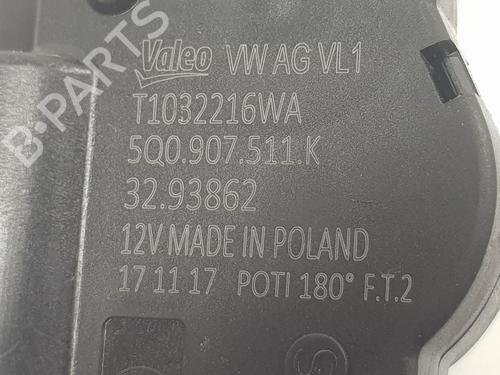 Valeo VW AG VL1
T1032216WA
5Q0.907.511.K
32.93862
12V MADE IN POLAND
17 11 17 POTI 180° F.T.2
S